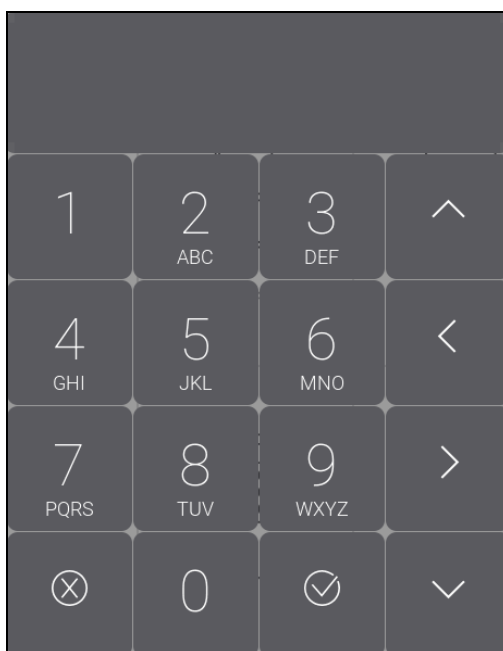 1 2 3
ABC DEF
4 5 6
GHI JKL MNO
7 8 9
PQRS TUV WXYZ
0